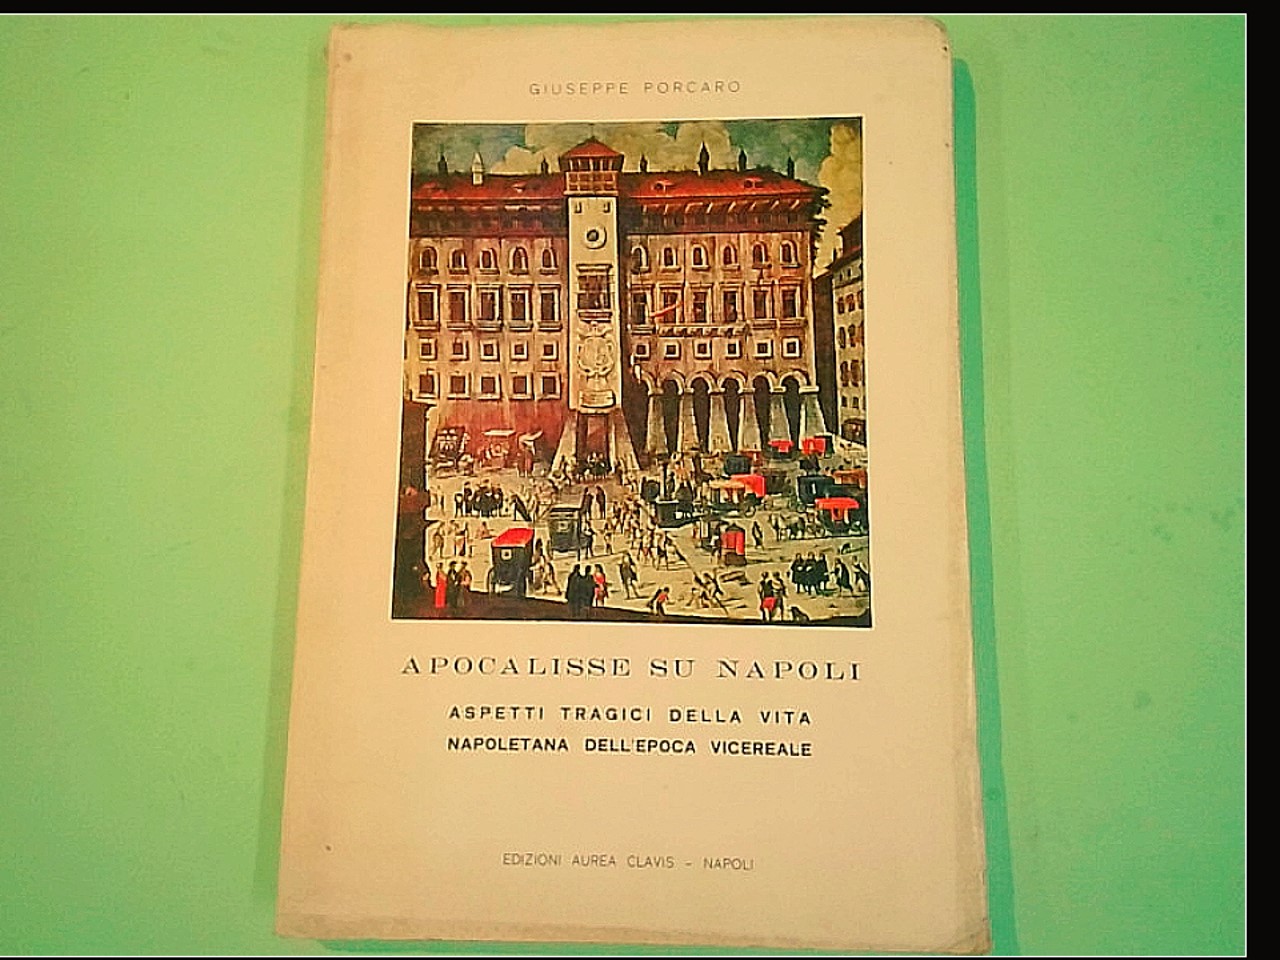 GIUSEPPE PORCARO
APOCALISSE SU NAPOLI
ASPETTI TRAGICI DELLA VITA
NAPOLETANA DELL'EPOCA VICEREALE
EDIZIONI AUREA CLAVIS - NAPOLI